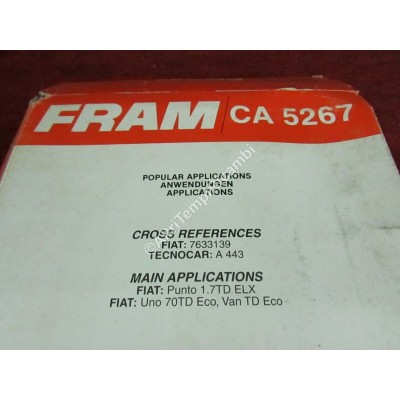 FRAM CA 5267
POPULAR APPLICATIONS
ANWENDUNGEN
APPLICATIONS
CROSS REFERENCES
FIAT: 7633139
TECNOCAR: A 443
MAIN APPLICATIONS
FIAT: Punto 1.7TD ELX
FIAT: Uno 70TD Eco, Van TD Eco